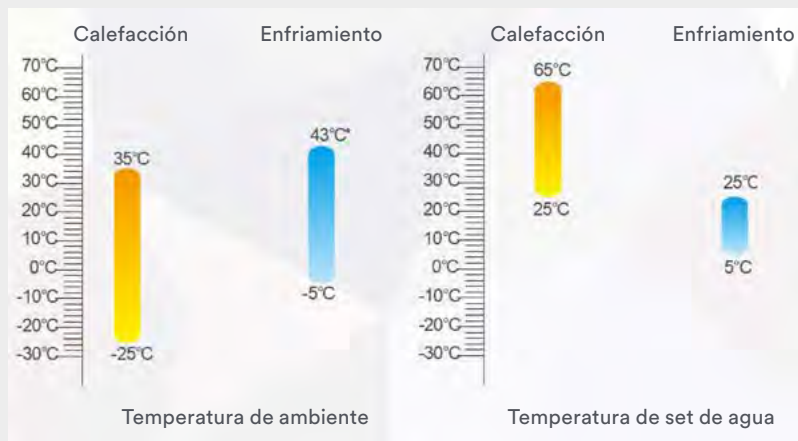 Calefacción
Enfriamiento
70°C
60°C
50°C
40°C
30°C
20°C
10°C
0°C
-10°C
-20°C
-30°C
35°C
-25°C
43°C*
-5°C
Temperatura de ambiente
Calefacción
Enfriamiento
70°C
60°C
50°C
40°C
30°C
20°C
10°C
0°C
-10°C
-20°C
-30°C
65°C
25°C
25°C
5°C
Temperatura de set de agua